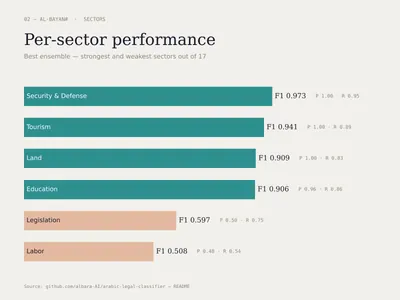 02 — AL-BAYAN# · SECTORS
Per-sector performance
Best ensemble — strongest and weakest sectors out of 17
Security & Defense F1 0.973 P 1.00 · R 0.95
Tourism F1 0.941 P 1.00 · R 0.88
Land F1 0.909 P 1.00 · R 0.83
Education F1 0.906 P 0.96 · R 0.86
Legislation F1 0.597 P 0.50 · R 0.75
Labor F1 0.508 P 0.48 · R 0.54
Source: github.com/albara-AI/arabic-legal-classifier — README